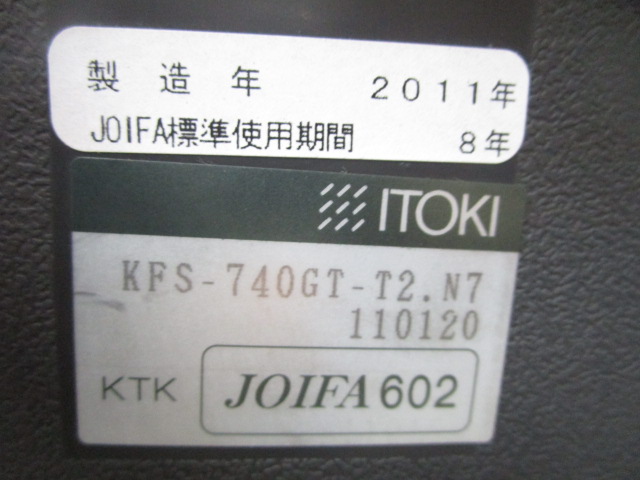 製造年 2011年
JOIFA標準使用期間 8年
ITOKI
KFS-740GT-T2.N7
110120
KTK JOIFA602